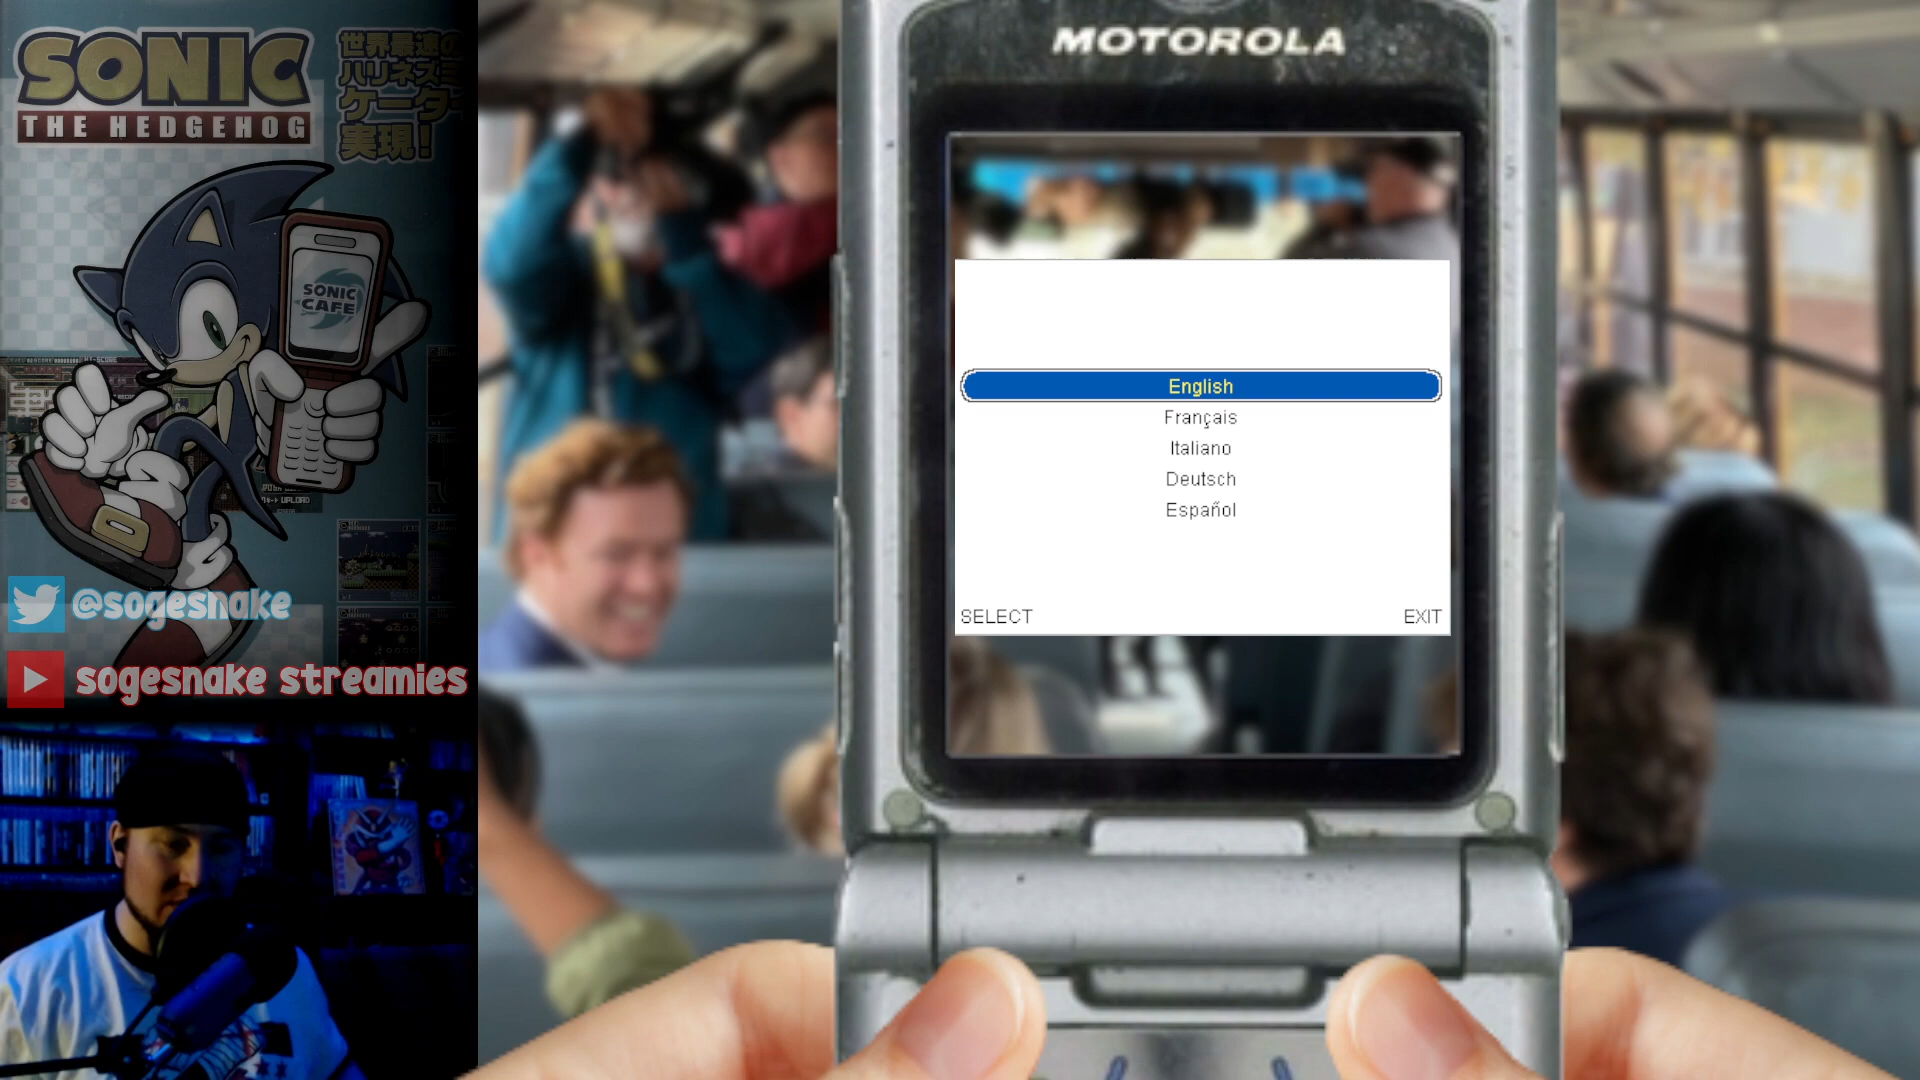 SONIC
THE HEDGEHOG
世界最速の
ハリネズミ
ケータ
実現！
SONIC
CAFE
@sogesnake
sogesnake streamies
MOTOROLA
English
Français
Italiano
Deutsch
Español
SELECT
EXIT